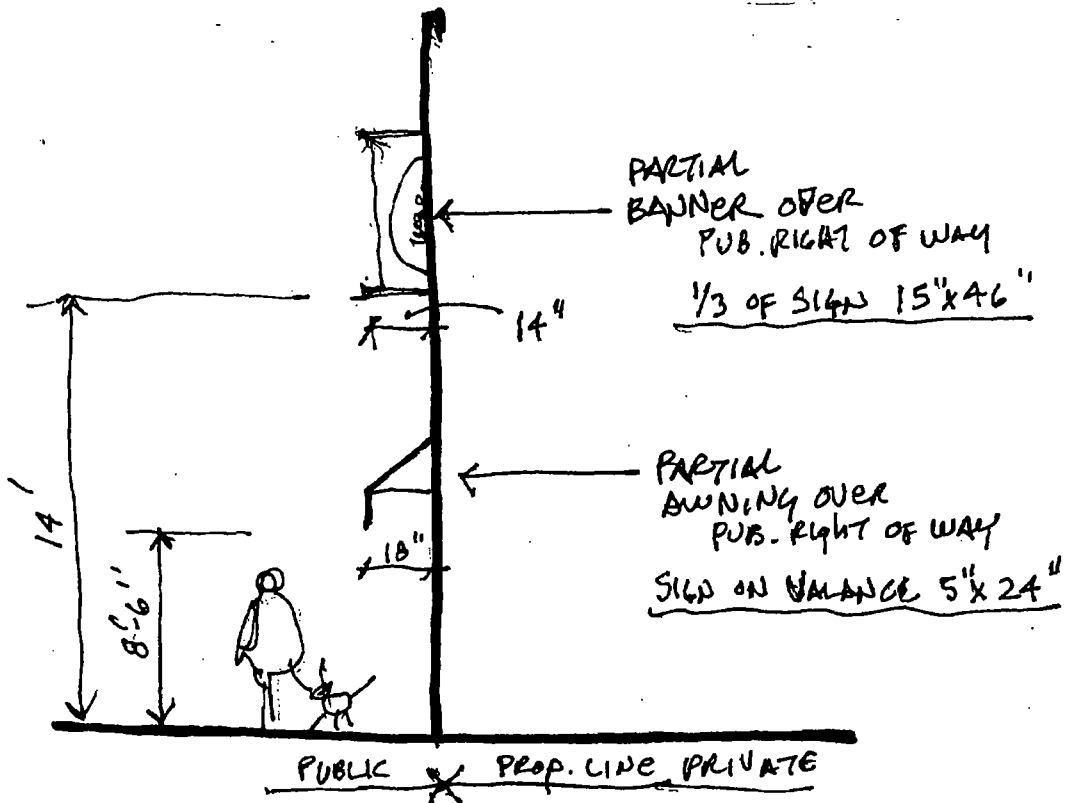 PARTIAL
BANNER OVER
PUB. RIGHT OF WAY
1/3 OF SIGN 15"x46"
14"
PARTIAL
AWNING OVER
PUB. RIGHT OF WAY
SIGN ON VALANCE 5"x24"
18"
14'
8'-6"
PUBLIC
PROP. LINE PRIVATE